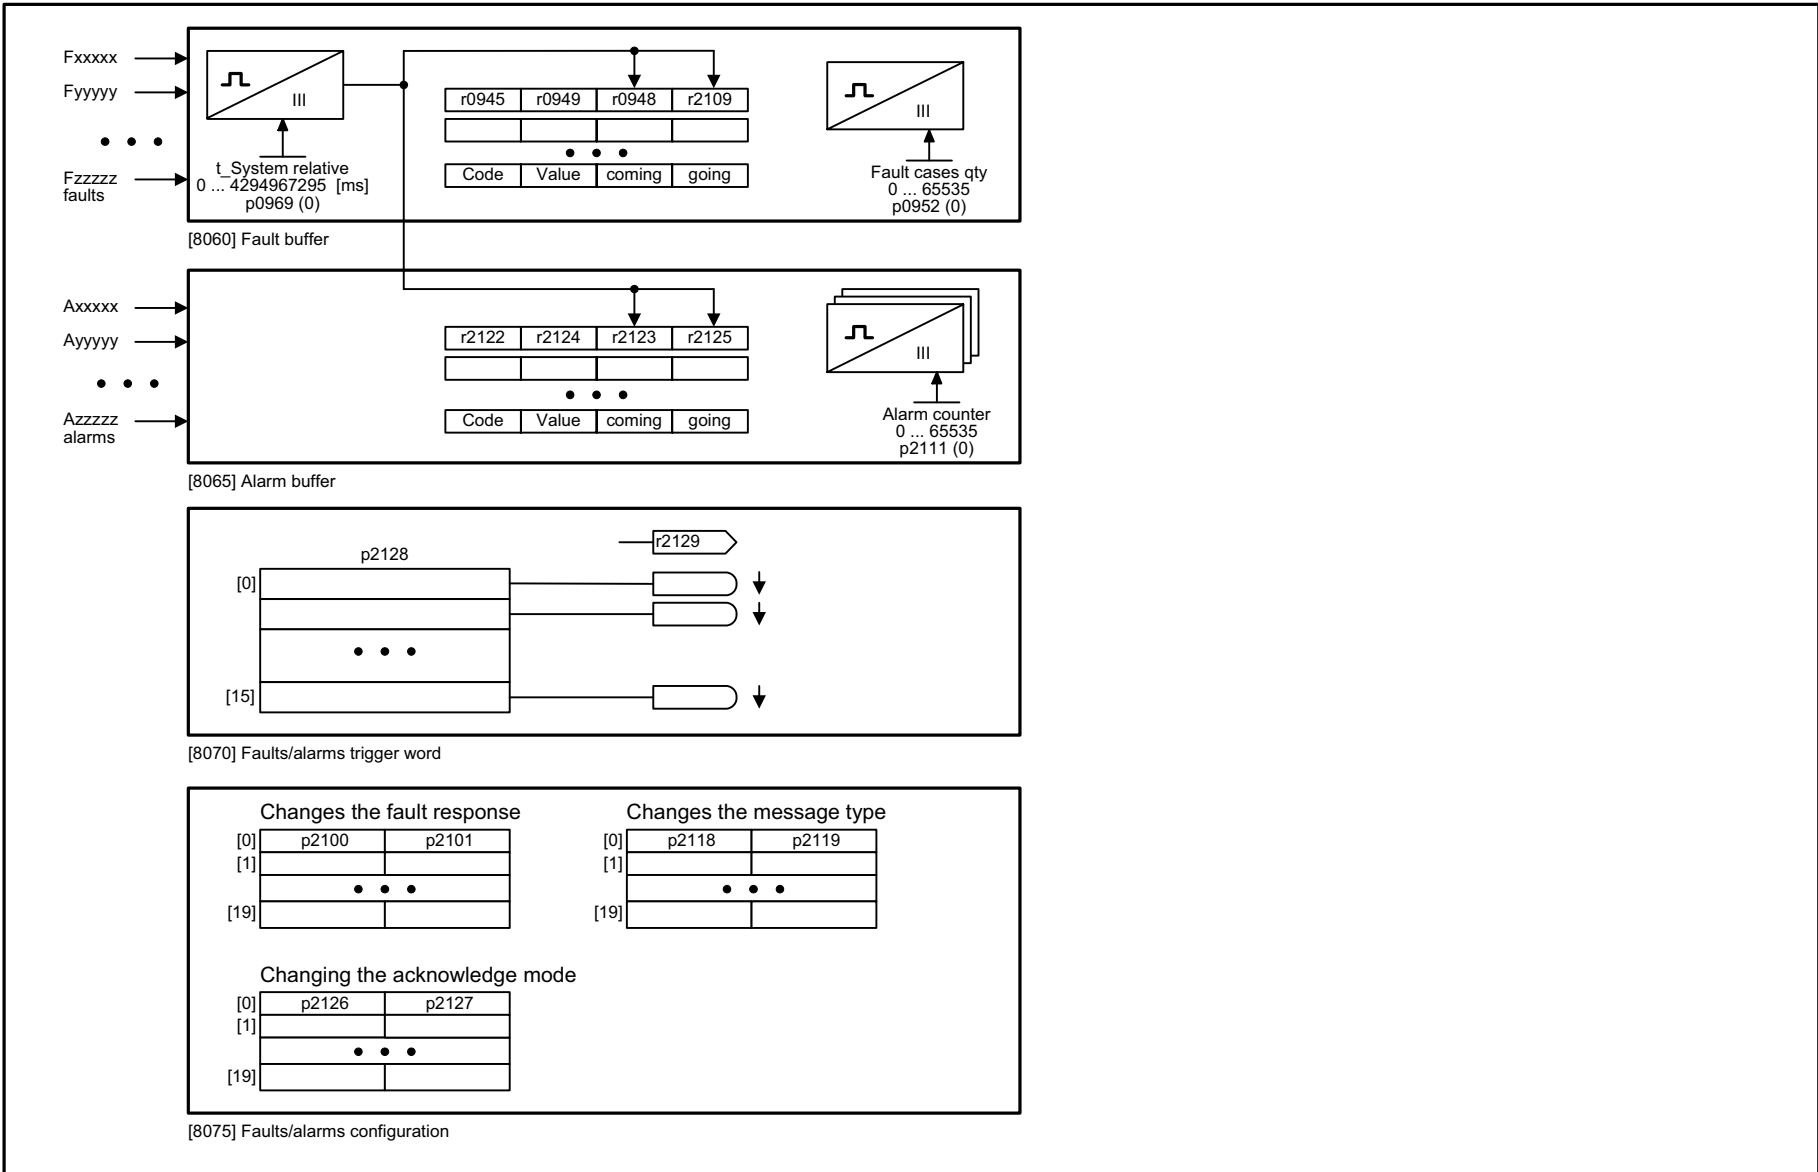 Fxxxxx
Fyyyyy
Fzzzzz
faults
III
t_System relative
0 ... 4294967295 [ms]
p0969 (0)
r0945 r0949 r0948 r2109
Code Value coming going
III
Fault cases qty
0 ... 65535
p0952 (0)
[8060] Fault buffer
Axxxxx
Ayyyyy
Azzzzz
alarms
r2122 r2124 r2123 r2125
Code Value coming going
III
Alarm counter
0 ... 65535
p2111 (0)
[8065] Alarm buffer
p2128
r2129
[0]
[15]
[8070] Faults/alarms trigger word
Changes the fault response
[0] p2100 p2101
[1]
[19]
Changes the message type
[0] p2118 p2119
[1]
[19]
Changing the acknowledge mode
[0] p2126 p2127
[1]
[19]
[8075] Faults/alarms configuration